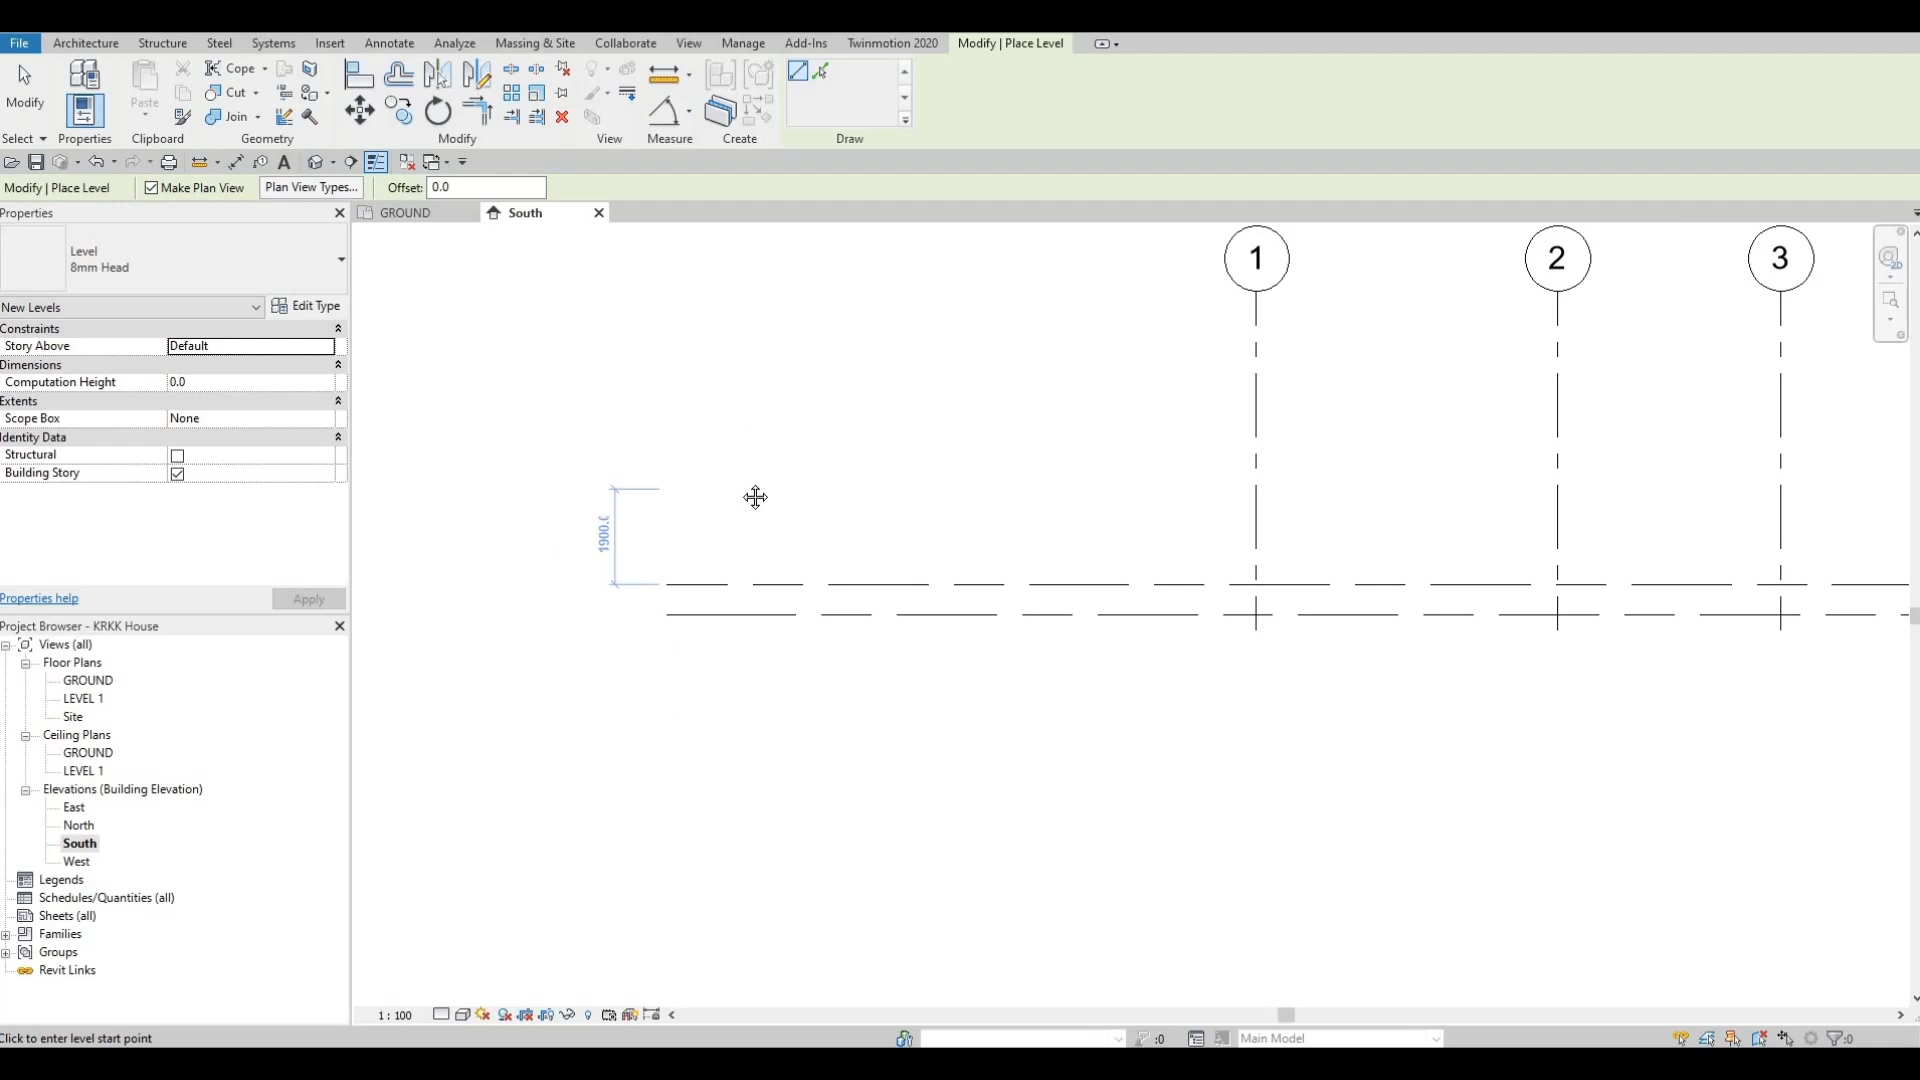 File Architecture Structure Steel Systems Insert Annotate Analyze Massing & Site Collaborate View Manage Add-Ins Twinmotion 2020 Modify | Place Level
Modify Paste Cope Cut Join
Select Properties Clipboard Geometry Modify View Measure Create Draw
Modify | Place Level Make Plan View Plan View Types... Offset: 0.0
Properties
GROUND South
Level
8mm Head
New Levels Edit Type
Constraints
Story Above Default
Dimensions
Computation Height 0.0
Extents
Scope Box None
Identity Data
Structural
Building Story
Properties help Apply
1 2 3
1900.0
Project Browser - KRKK House
Views (all)
Floor Plans
GROUND
LEVEL 1
Site
Ceiling Plans
GROUND
LEVEL 1
Elevations (Building Elevation)
East
North
South
West
Legends
Schedules/Quantities (all)
Sheets (all)
Families
Groups
Revit Links
1 : 100
Click to enter level start point :0 Main Model :0